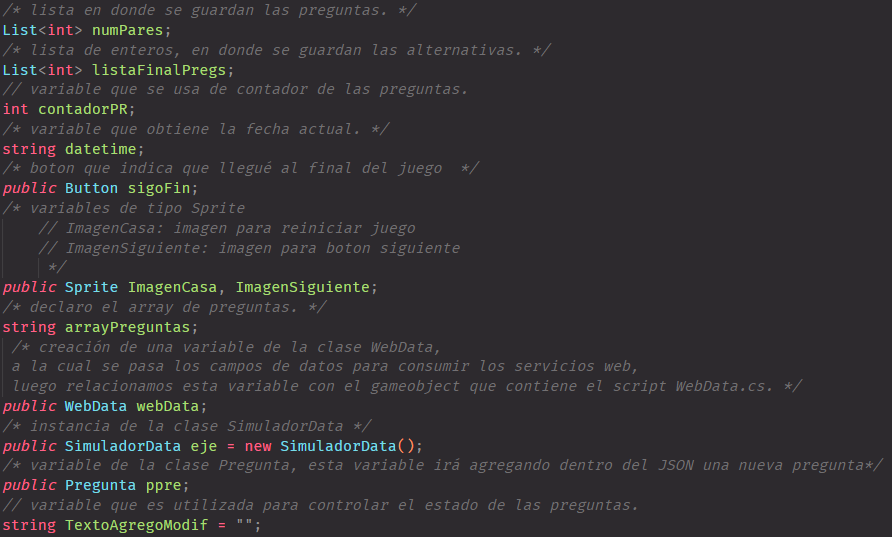 /* lista en donde se guardan las preguntas. */
List<int> numPares;
/* lista de enteros, en donde se guardan las alternativas. */
List<int> listaFinalPregs;
// variable que se usa de contador de las preguntas.
int contadorPR;
/* variable que obtiene la fecha actual. */
string datetime;
/* boton que indica que llegué al final del juego  */
public Button sigoFin;
/* variables de tipo Sprite
    // ImagenCasa: imagen para reiniciar juego
    // ImagenSiguiente: imagen para boton siguiente
     */
public Sprite ImagenCasa, ImagenSiguiente;
/* declaro el array de preguntas. */
string arrayPreguntas;
 /* creación de una variable de la clase WebData,
 a la cual se pasa los campos de datos para consumir los servicios web,
 luego relacionamos esta variable con el gameobject que contiene el script WebData.cs. */
public WebData webData;
/* instancia de la clase SimuladorData */
public SimuladorData eje = new SimuladorData();
/* variable de la clase Pregunta, esta variable irá agregando dentro del JSON una nueva pregunta*/
public Pregunta ppre;
// variable que es utilizada para controlar el estado de las preguntas.
string TextoAgregoModif = "";